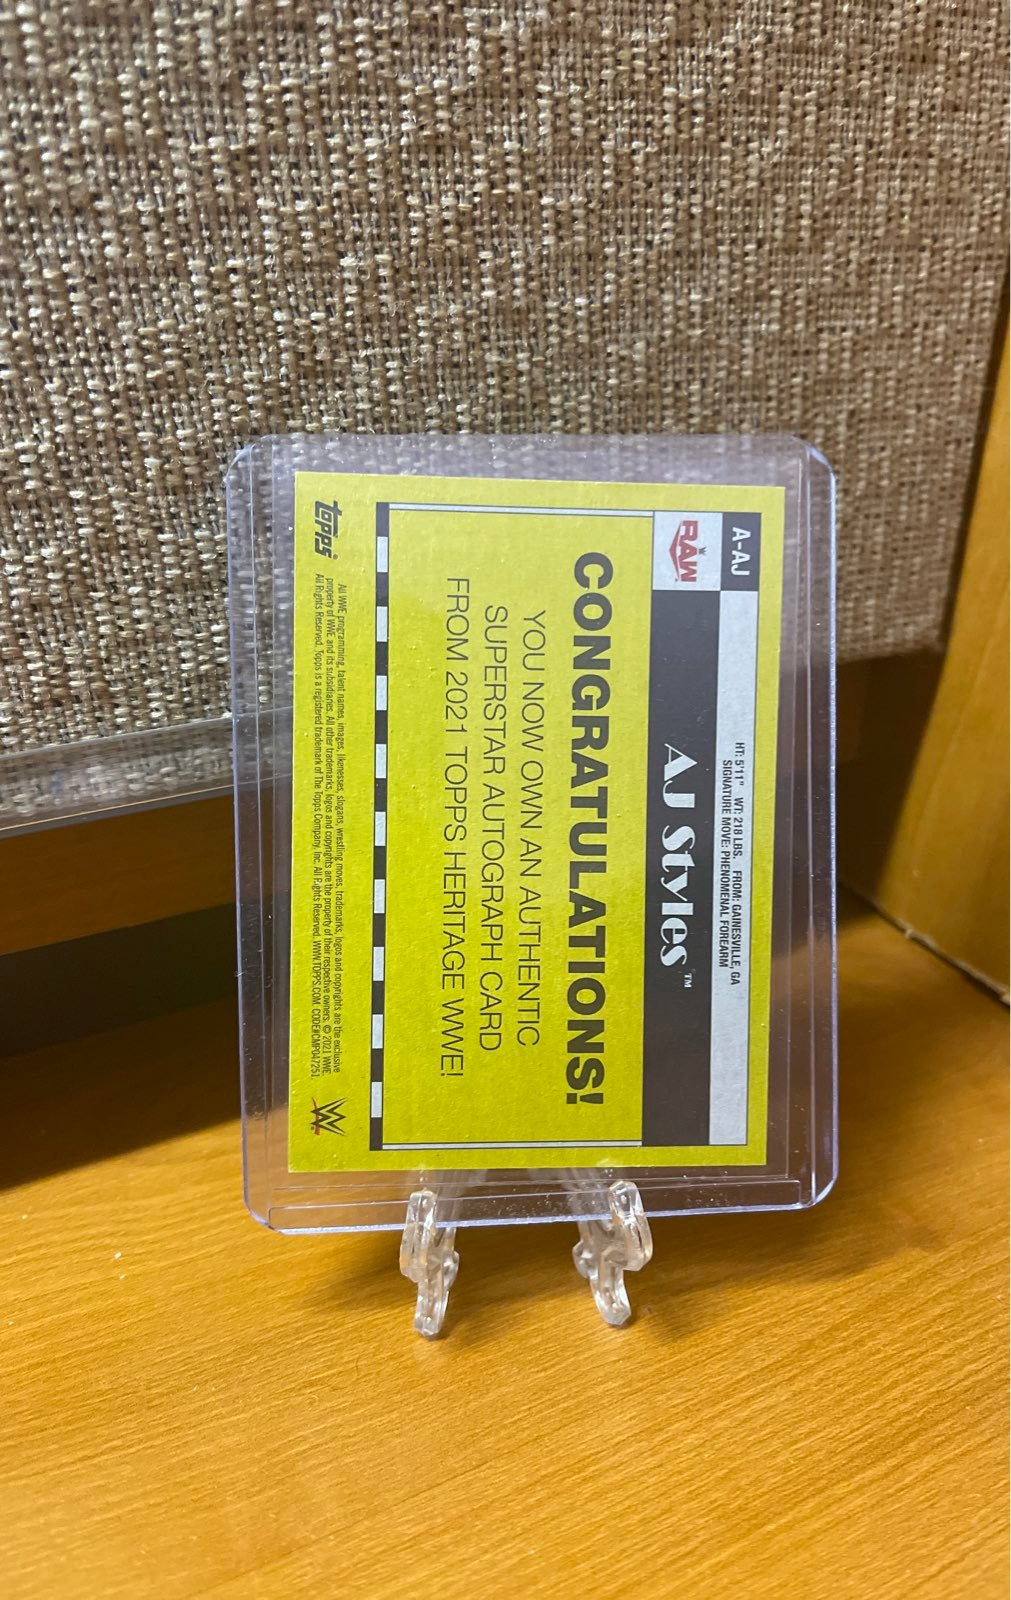 A-AJ
HT: 5'11" WT: 218 LBS. FROM: GAINESVILLE, GA
SIGNATURE MOVE: PHENOMENAL FOREARM
RAW
AJ Styles™
CONGRATULATIONS!
YOU NOW OWN AN AUTHENTIC
SUPERSTAR AUTOGRAPH CARD
FROM 2021 TOPPS HERITAGE WWE!
topps®
All WWE programming, talent names, images, likenesses, slogans, wrestling moves, trademarks, logos and copyrights are the exclusive
property of WWE and its subsidiaries. All other trademarks, logos and copyrights are the property of their respective owners. © 2021 WWE.
All Rights Reserved. Topps is a registered trademark of The Topps Company, Inc. All Rights Reserved. WWW.TOPPS.COM. CODE#CMP047251
W